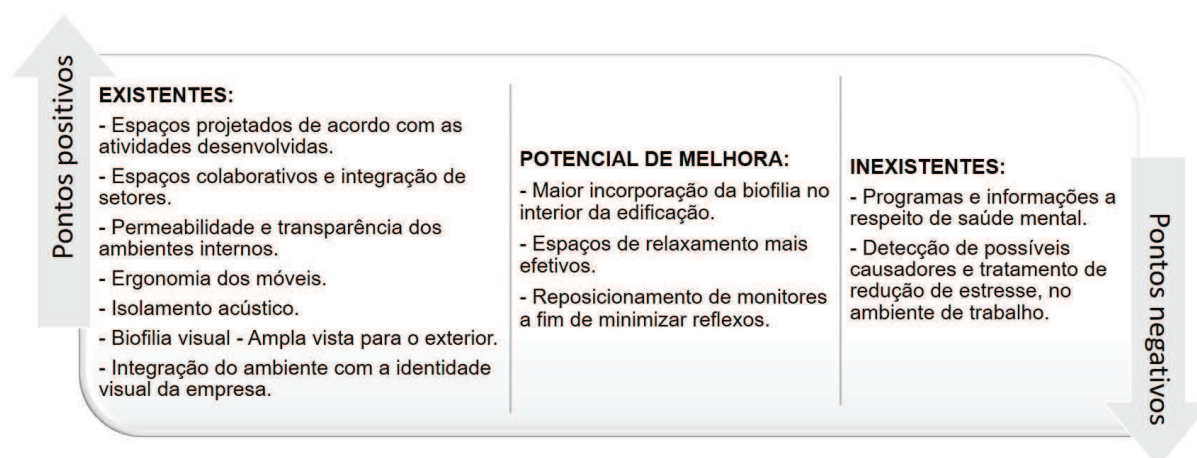 Pontos positivos
EXISTENTES:
- Espaços projetados de acordo com as
atividades desenvolvidas.
- Espaços colaborativos e integração de
setores.
- Permeabilidade e transparência dos
ambientes internos.
- Ergonomia dos móveis.
- Isolamento acústico.
- Biofilia visual - Ampla vista para o exterior.
- Integração do ambiente com a identidade
visual da empresa.
POTENCIAL DE MELHORA:
- Maior incorporação da biofilia no
interior da edificação.
- Espaços de relaxamento mais
efetivos.
- Reposicionamento de monitores
a fim de minimizar reflexos.
INEXISTENTES:
- Programas e informações a
respeito de saúde mental.
- Detecção de possíveis
causadores e tratamento de
redução de estresse, no
ambiente de trabalho.
Pontos negativos